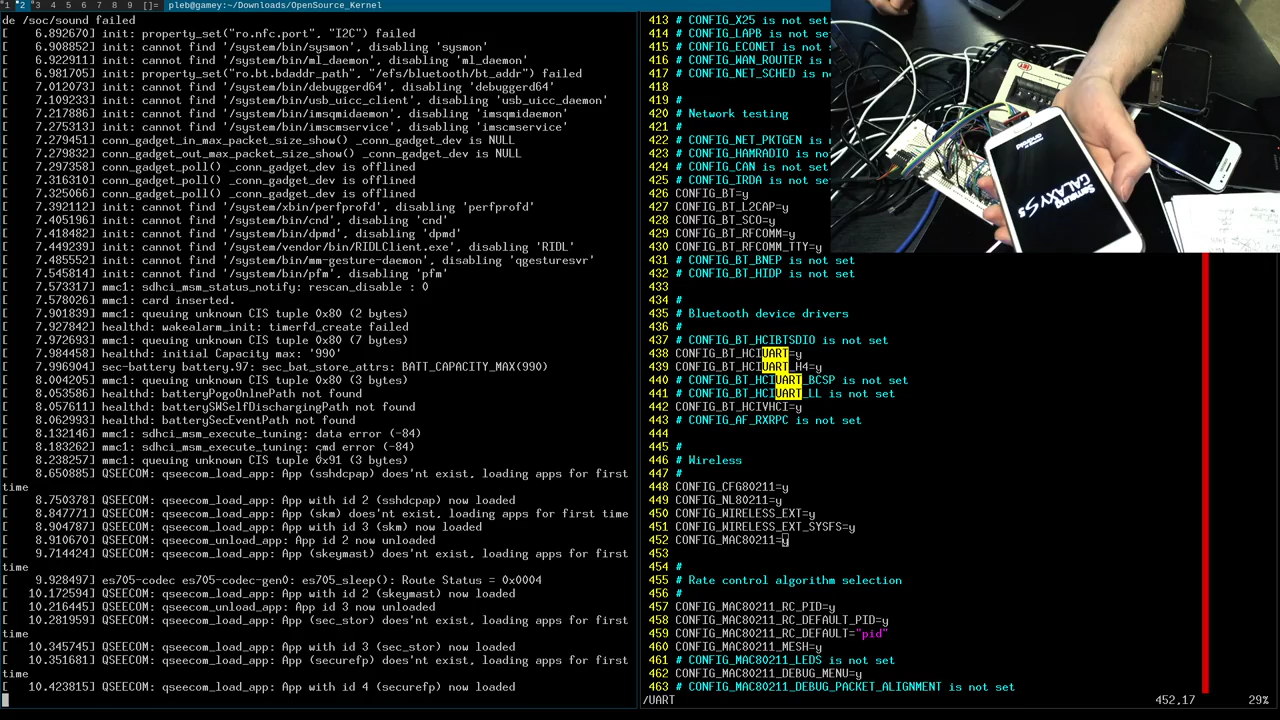 1 2 3 4 5 6 7 8 9 []= pleb@gamey:~/Downloads/OpenSource_Kernel
de /soc/sound failed
[    6.892670] init: property_set("ro.nfc.port", "I2C") failed
[    6.908852] init: cannot find '/system/bin/sysmon', disabling 'sysmon'
[    6.922911] init: cannot find '/system/bin/ml_daemon', disabling 'ml_daemon'
[    6.981705] init: property_set("ro.bt.bdaddr_path", "/efs/bluetooth/bt_addr") failed
[    7.012073] init: cannot find '/system/bin/debuggerd64', disabling 'debuggerd64'
[    7.109233] init: cannot find '/system/bin/usb_uicc_client', disabling 'usb_uicc_daemon'
[    7.217886] init: cannot find '/system/bin/imsqmidaemon', disabling 'imsqmidaemon'
[    7.275313] init: cannot find '/system/bin/imscmservice', disabling 'imscmservice'
[    7.279451] conn_gadget_in_max_packet_size_show() _conn_gadget_dev is NULL
[    7.279832] conn_gadget_out_max_packet_size_show() _conn_gadget_dev is NULL
[    7.297358] conn_gadget_poll() _conn_gadget_dev is offlined
[    7.316310] conn_gadget_poll() _conn_gadget_dev is offlined
[    7.325066] conn_gadget_poll() _conn_gadget_dev is offlined
[    7.392112] init: cannot find '/system/xbin/perfprofd', disabling 'perfprofd'
[    7.405196] init: cannot find '/system/bin/cnd', disabling 'cnd'
[    7.418482] init: cannot find '/system/bin/dpmd', disabling 'dpmd'
[    7.449239] init: cannot find '/system/vendor/bin/RIDLClient.exe', disabling 'RIDL'
[    7.485552] init: cannot find '/system/bin/mm-gesture-daemon', disabling 'qgesturesvr'
[    7.545814] init: cannot find '/system/bin/pfm', disabling 'pfm'
[    7.573317] mmc1: sdhci_msm_status_notify: rescan_disable : 0
[    7.578026] mmc1: card inserted.
[    7.901839] mmc1: queuing unknown CIS tuple 0x80 (2 bytes)
[    7.927842] healthd: wakealarm_init: timerfd_create failed
[    7.972693] mmc1: queuing unknown CIS tuple 0x80 (7 bytes)
[    7.984458] healthd: initial Capacity max: '990'
[    7.996904] sec-battery battery.97: sec_bat_store_attrs: BATT_CAPACITY_MAX(990)
[    8.004205] mmc1: queuing unknown CIS tuple 0x80 (3 bytes)
[    8.053586] healthd: batteryPogoOnlnePath not found
[    8.057611] healthd: batterySWSelfDischargingPath not found
[    8.062993] healthd: batterySecEventPath not found
[    8.132146] mmc1: sdhci_msm_execute_tuning: data error (-84)
[    8.183262] mmc1: sdhci_msm_execute_tuning: cmd error (-84)
[    8.238257] mmc1: queuing unknown CIS tuple 0x91 (3 bytes)
[    8.650885] QSEECOM: qseecom_load_app: App (sshdcpap) does'nt exist, loading apps for first
time
[    8.750378] QSEECOM: qseecom_load_app: App with id 2 (sshdcpap) now loaded
[    8.847771] QSEECOM: qseecom_load_app: App (skm) does'nt exist, loading apps for first time
[    8.904787] QSEECOM: qseecom_load_app: App with id 3 (skm) now loaded
[    8.932268] QSEECOM: qseecom_unload_app: App id 2 now unloaded
[    9.714424] QSEECOM: qseecom_load_app: App (skeymast) does'nt exist, loading apps for first
time
[    9.928497] es705-codec es705-codec-gen0: es705_sleep(): Route Status = 0x0004
[   10.172594] QSEECOM: qseecom_load_app: App with id 2 (skeymast) now loaded
[   10.216445] QSEECOM: qseecom_unload_app: App id 3 now unloaded
[   10.281959] QSEECOM: qseecom_load_app: App (sec_stor) does'nt exist, loading apps for first
time
[   10.345745] QSEECOM: qseecom_load_app: App with id 3 (sec_stor) now loaded
[   10.351681] QSEECOM: qseecom_load_app: App (securefp) does'nt exist, loading apps for first
time
[   10.423815] QSEECOM: qseecom_load_app: App with id 4 (securefp) now loaded
413 # CONFIG_X25 is not set
414 # CONFIG_LAPB is n
415 # CONFIG_ECONET is n
416 # CONFIG_WAN_ROUTER is n
417 # CONFIG_NET_SCHED is n
418
419 #
420 # Network testing
421 #
422 # CONFIG_NET_PKTGEN is n
423 # CONFIG_HAMRADIO is n
424 # CONFIG_CAN is not set
425 # CONFIG_IRDA is not set
426 CONFIG_BT=y
427 CONFIG_BT_L2CAP=y
428 CONFIG_BT_SCO=y
429 CONFIG_BT_RFCOMM=y
430 CONFIG_BT_RFCOMM_TTY=y
431 # CONFIG_BT_BNEP is not set
432 # CONFIG_BT_HIDP is not set
433
434 #
435 # Bluetooth device drivers
436 #
437 # CONFIG_BT_HCIBTSDIO is not set
438 CONFIG_BT_HCIUART=y
439 CONFIG_BT_HCIUART_H4=y
440 # CONFIG_BT_HCIUART_BCSP is not set
441 # CONFIG_BT_HCIUART_LL is not set
442 CONFIG_BT_HCIVHCI=y
443 # CONFIG_AF_RXRPC is not set
444
445 #
446 # Wireless
447 #
448 CONFIG_CFG80211=y
449 CONFIG_NL80211=y
450 CONFIG_WIRELESS_EXT=y
451 CONFIG_WIRELESS_EXT_SYSFS=y
452 CONFIG_MAC80211=y
453
454 #
455 # Rate control algorithm selection
456 #
457 CONFIG_MAC80211_RC_PID=y
458 CONFIG_MAC80211_RC_DEFAULT_PID=y
459 CONFIG_MAC80211_RC_DEFAULT="pid"
460 CONFIG_MAC80211_MESH=y
461 # CONFIG_MAC80211_LEDS is not set
462 CONFIG_MAC80211_DEBUG_MENU=y
463 # CONFIG_MAC80211_DEBUG_PACKET_ALIGNMENT is not set
/UART 452,17 29%
Samsung
GALAXY S5
android